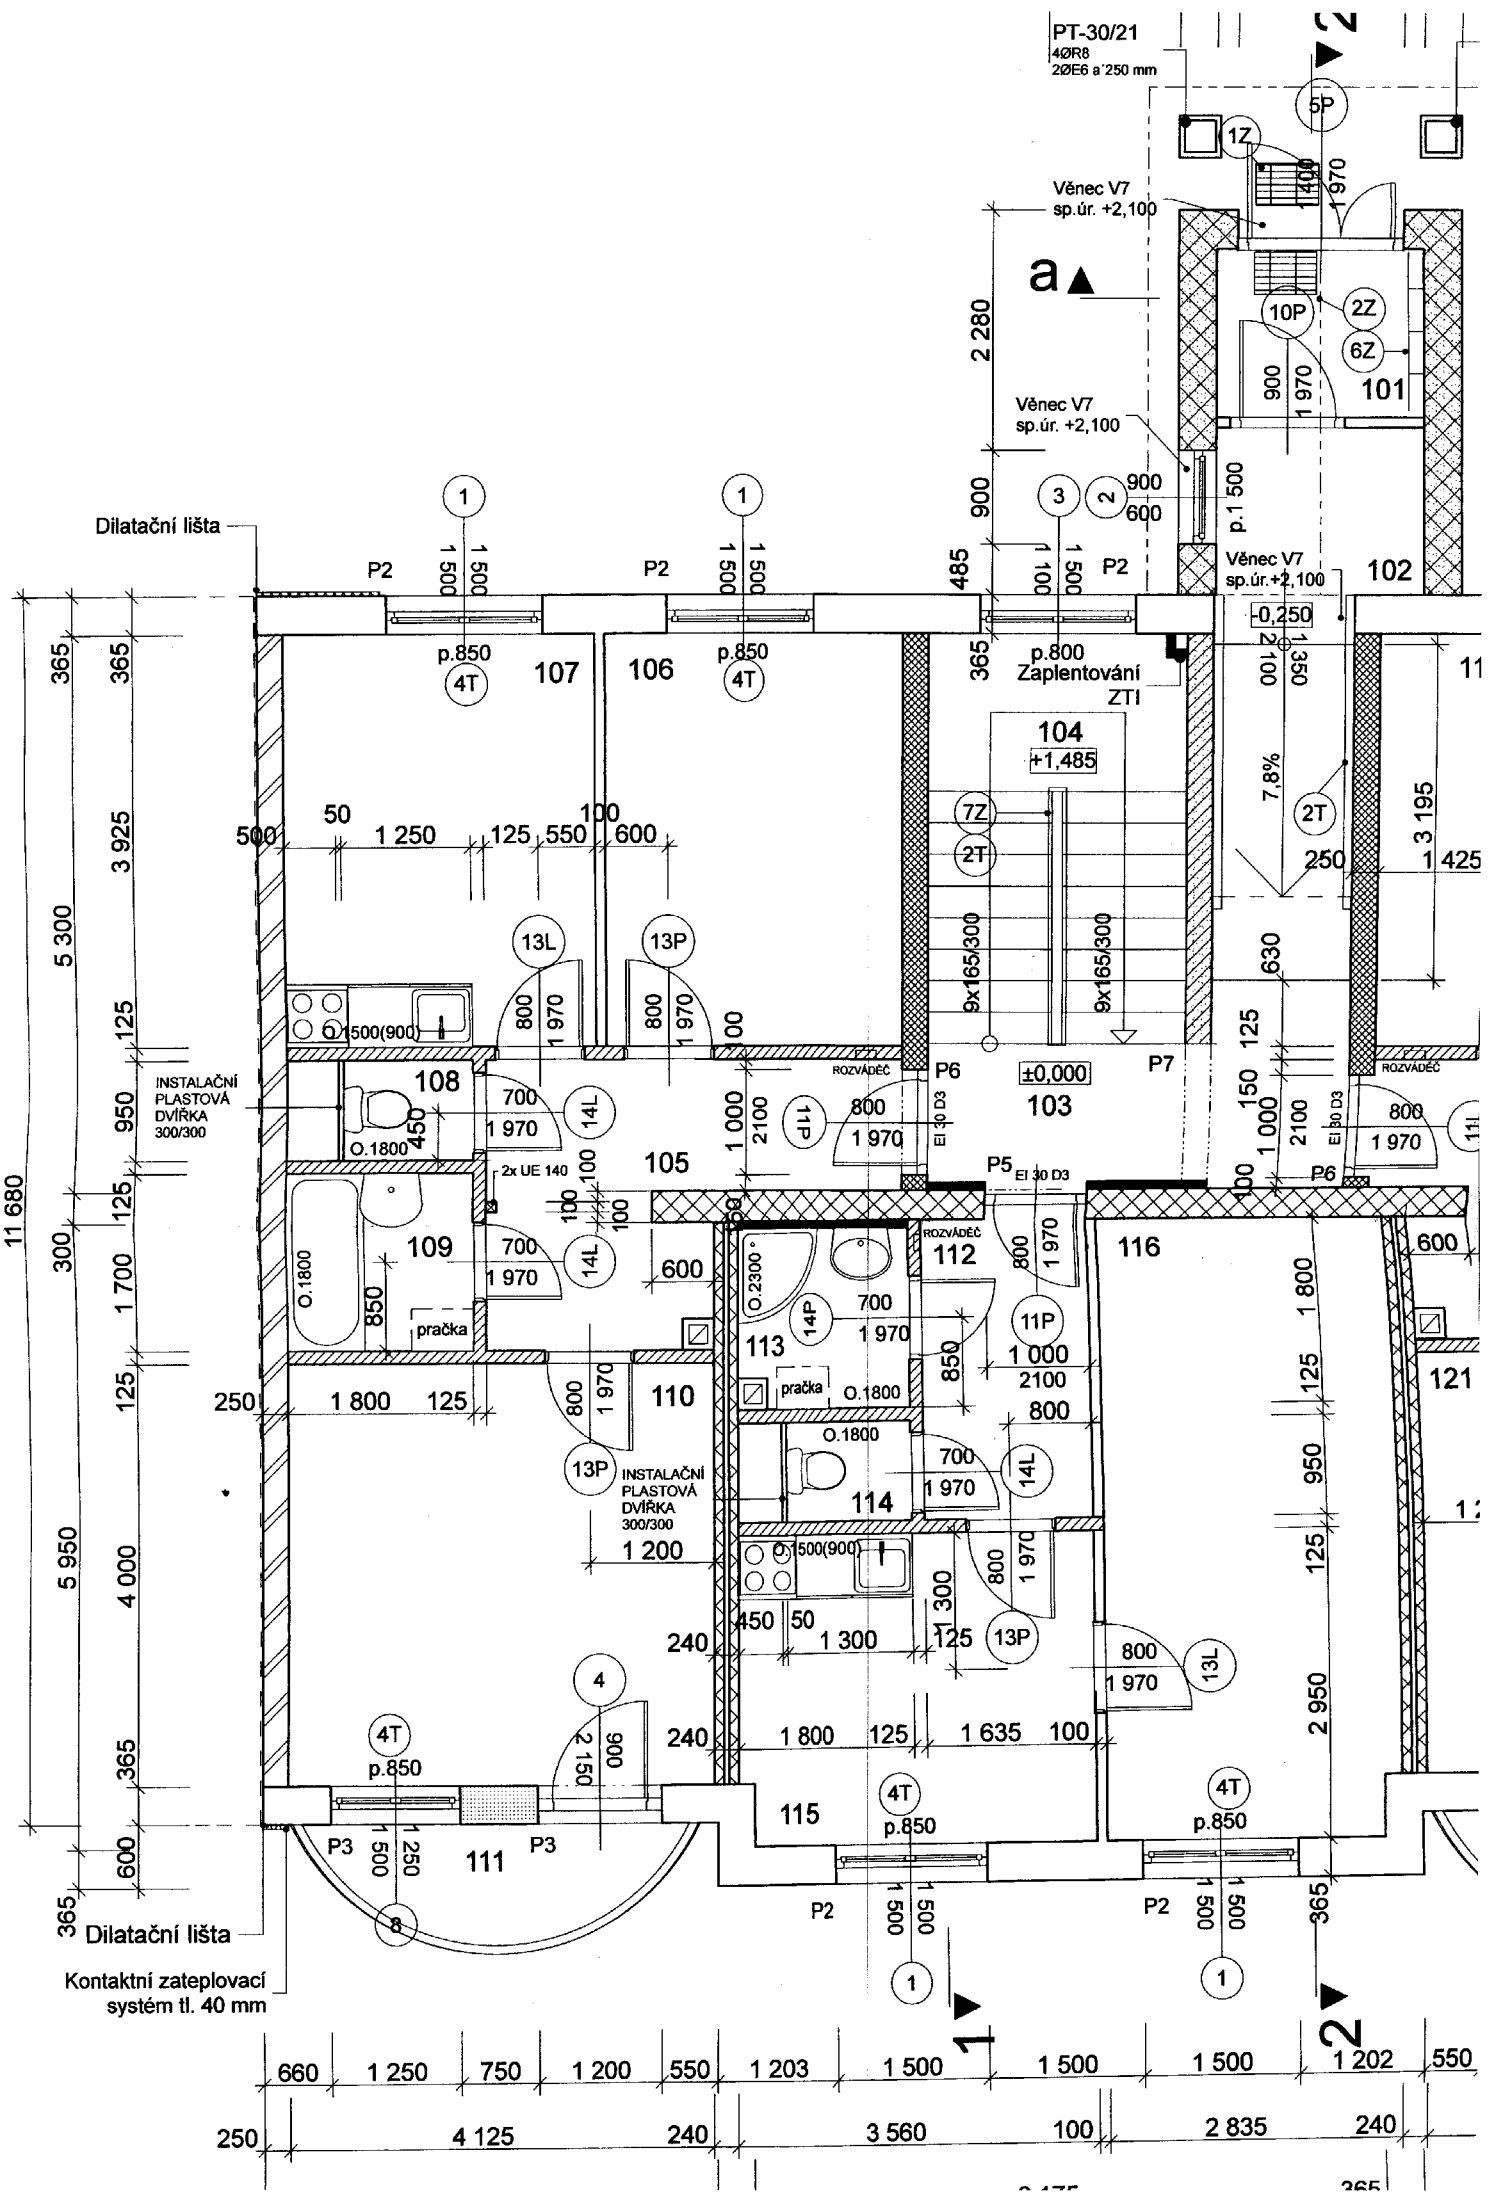 PT-30/21
4ØR8
2ØE6 a´250 mm
2
5P
1Z
1 400
1 970
Věnec V7
sp.úr. +2,100
a
2 280
10P
2Z
6Z
900
1 970
101
Věnec V7
sp.úr. +2,100
1
1
3
2
900
600
p.1 500
900
Dilatační lišta
P2
1 500
1 500
P2
1 500
1 500
485
1 100
1 500
P2
Věnec V7
sp.úr.+2,100
102
-0,250
365
365
p.850
4T
107
106
p.850
4T
365
p.800
Zaplentování
ZTI
2 100
1 350
11
104
+1,485
7,8%
3 925
500
50
1 250
125
550
100
600
7Z
2T
2T
3 195
250
1 425
5 300
13L
13P
9x165/300
9x165/300
630
125
O.1500(900)
800
1 970
800
1 970
100
125
ROZVÁDĚČ
P6
±0,000
P7
ROZVÁDĚČ
INSTALAČNÍ
PLASTOVÁ
DVÍŘKA
300/300
950
108
450
O.1800
700
1 970
14L
1 000
2100
11P
800
1 970
EI 30 D3
103
150
1 000
2100
EI 30 D3
800
1 970
11L
11 680
125
2x UE 140
105
100
P5
EI 30 D3
100
P6
300
1 700
O.1800
109
850
pračka
100
100
700
1 970
14L
600
60
O.2300
ROZVÁDĚČ
112
800
1 970
116
600
1 800
14P
700
1 970
11P
113
850
1 000
2100
125
250
1 800
125
800
1 970
110
pračka
O.1800
800
125
121
13P
INSTALAČNÍ
PLASTOVÁ
DVÍŘKA
300/300
O.1800
114
700
1 970
14L
950
5 950
4 000
1 200
O.1500(900)
800
1 970
125
450
50
1 300
1 300
125
13P
240
800
1 970
13L
2 950
4
4T
p.850
2 150
900
240
1 800
125
1 635
100
365
115
4T
p.850
4T
p.850
P3
1 500
1 250
P3
111
600
365
8
P2
1 500
1 500
P2
1 500
1 500
365
Dilatační lišta
Kontaktní zateplovací
systém tl. 40 mm
1
1
1
2
660
1 250
750
1 200
550
1 203
1 500
1 500
1 500
1 202
550
250
4 125
240
3 560
100
2 835
240
365